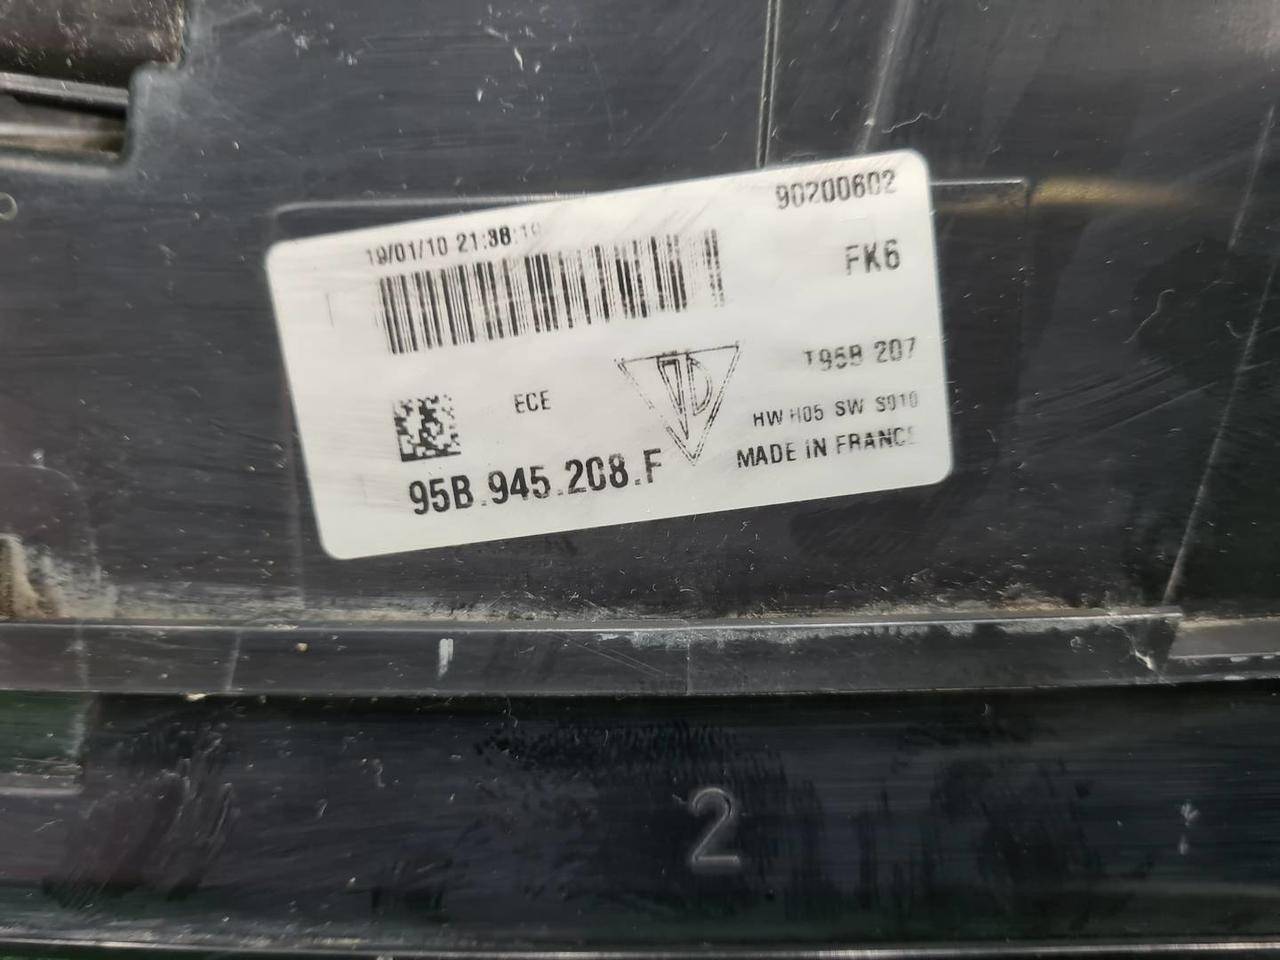 90200602
19/01/10 21:38:10
FK6
T95B 207
ECE
HW H05 SW S010
MADE IN FRANCE
95B.945.208.F
2